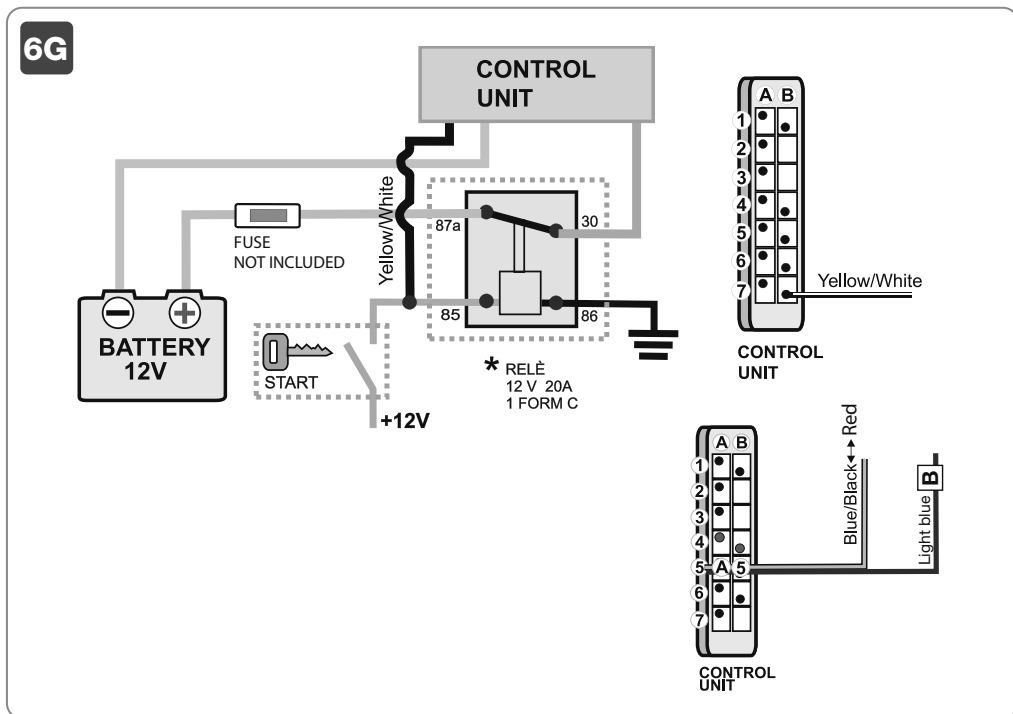 6G
CONTROL
UNIT
Yellow/White
87a
30
85
86
FUSE
NOT INCLUDED
BATTERY
12V
START
+12V
* RELÈ
12 V 20A
1 FORM C
A B
1
2
3
4
5
6
7
Yellow/White
CONTROL
UNIT
A B
1
2
3
4
5 A 5
6
7
Blue/Black ↔ Red
Light blue
B
CONTROL
UNIT